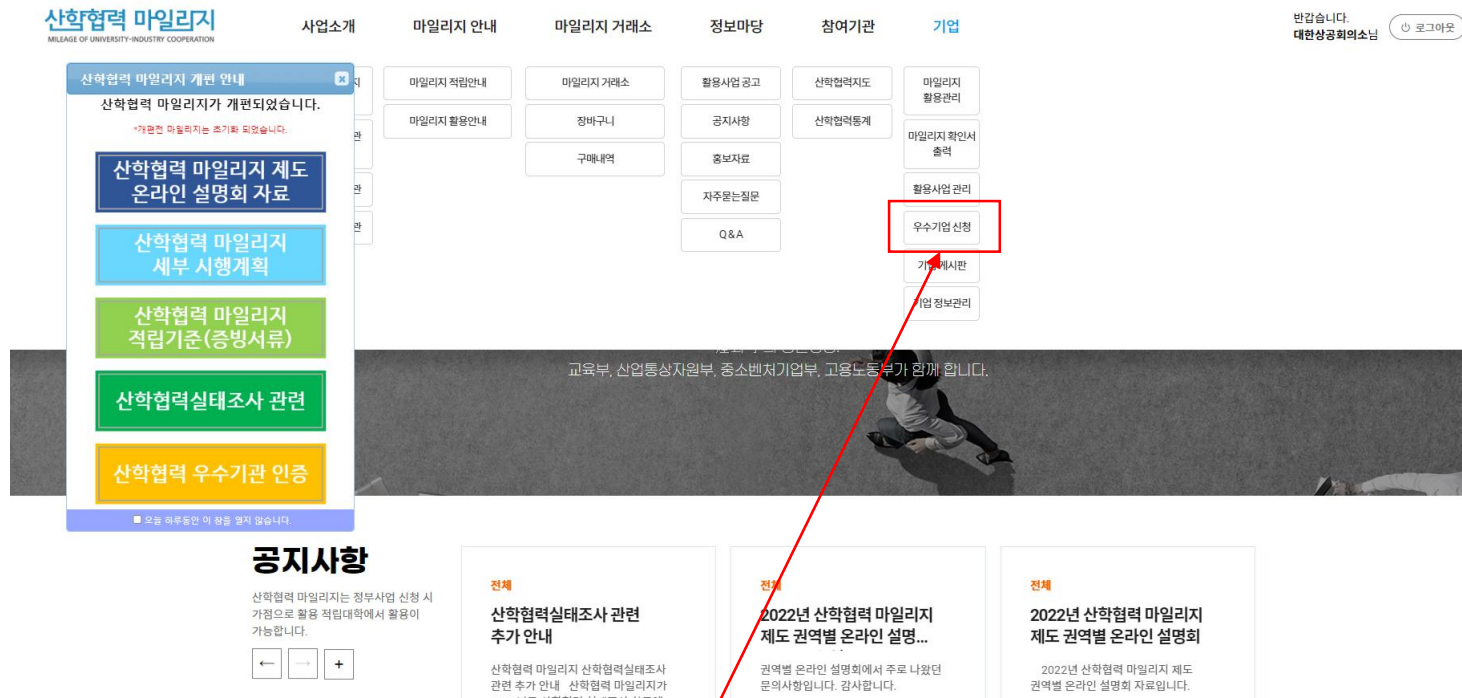 산학협력 마일리지
MILEAGE OF UNIVERSITY-INDUSTRY COOPERATION
사업소개
마일리지 안내
마일리지 거래소
정보마당
참여기관
기업
반갑습니다.
대한상공회의소님
로그아웃
산학협력 마일리지 개편 안내
산학협력 마일리지가 개편되었습니다.
*개편전 마일리지는 초기화 되었습니다.
산학협력 마일리지 제도
온라인 설명회 자료
산학협력 마일리지
세부 시행계획
산학협력 마일리지
적립기준(증빙서류)
산학협력실태조사 관련
산학협력 우수기관 인증
오늘 하루동안 이 창을 열지 않습니다.
지
관
관
관
마일리지 적립안내
마일리지 활용안내
마일리지 거래소
장바구니
구매내역
활용사업 공고
공지사항
홍보자료
자주묻는질문
Q&A
산학협력지도
산학협력통계
마일리지
활용관리
마일리지 확인서
출력
활용사업 관리
우수기업 신청
기업 게시판
기업 정보관리
교육부, 산업통상자원부, 중소벤처기업부, 고용노동부가 함께 합니다.
공지사항
산학협력 마일리지는 정부사업 신청 시
가점으로 활용 적립대학에서 활용이
가능합니다.
전체
산학협력실태조사 관련
추가 안내
산학협력 마일리지 산학협력실태조사
관련 추가 안내 산학협력 마일리지가
전체
2022년 산학협력 마일리지
제도 권역별 온라인 설명...
권역별 온라인 설명회에서 주로 나왔던
문의사항입니다. 감사합니다.
전체
2022년 산학협력 마일리지
제도 권역별 온라인 설명회
2022년 산학협력 마일리지 제도
권역별 온라인 설명회 자료입니다.